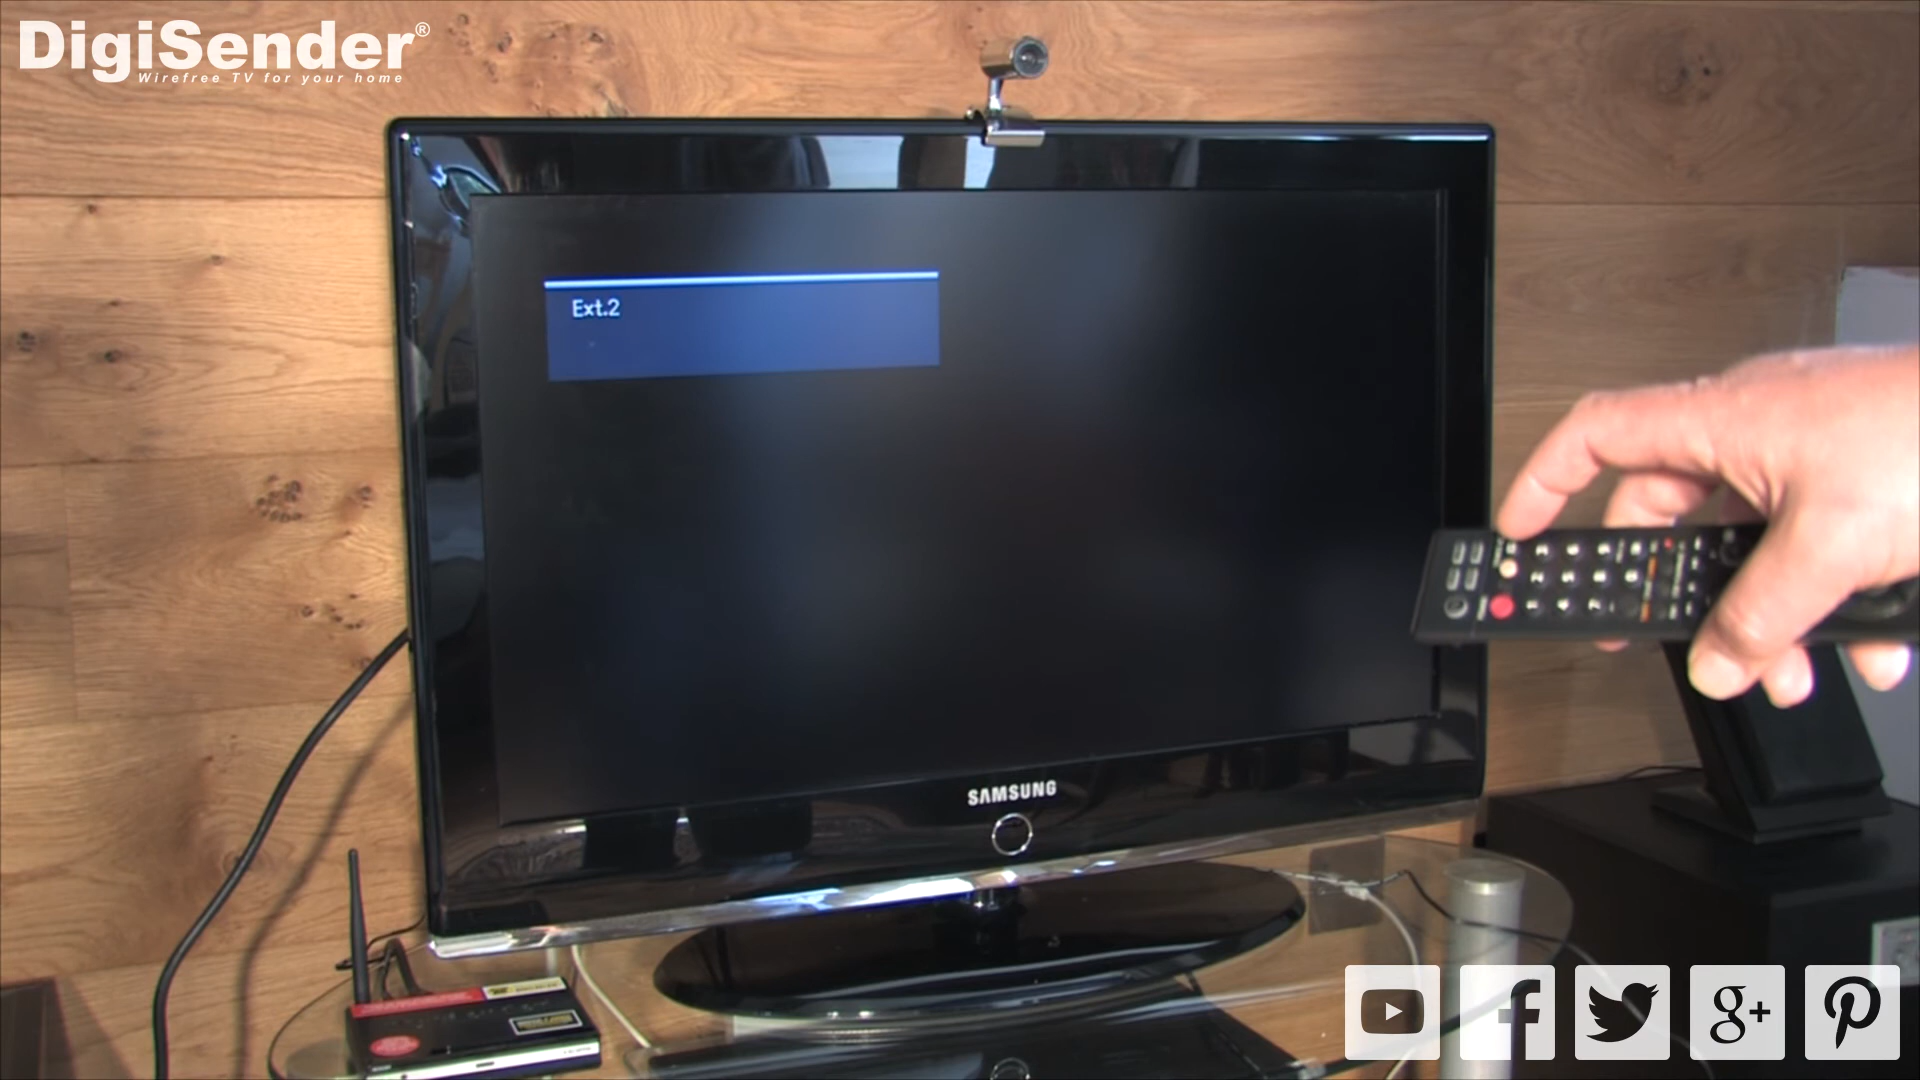 DigiSender®
Wirefree TV for your home
Ext.2
SAMSUNG
g+